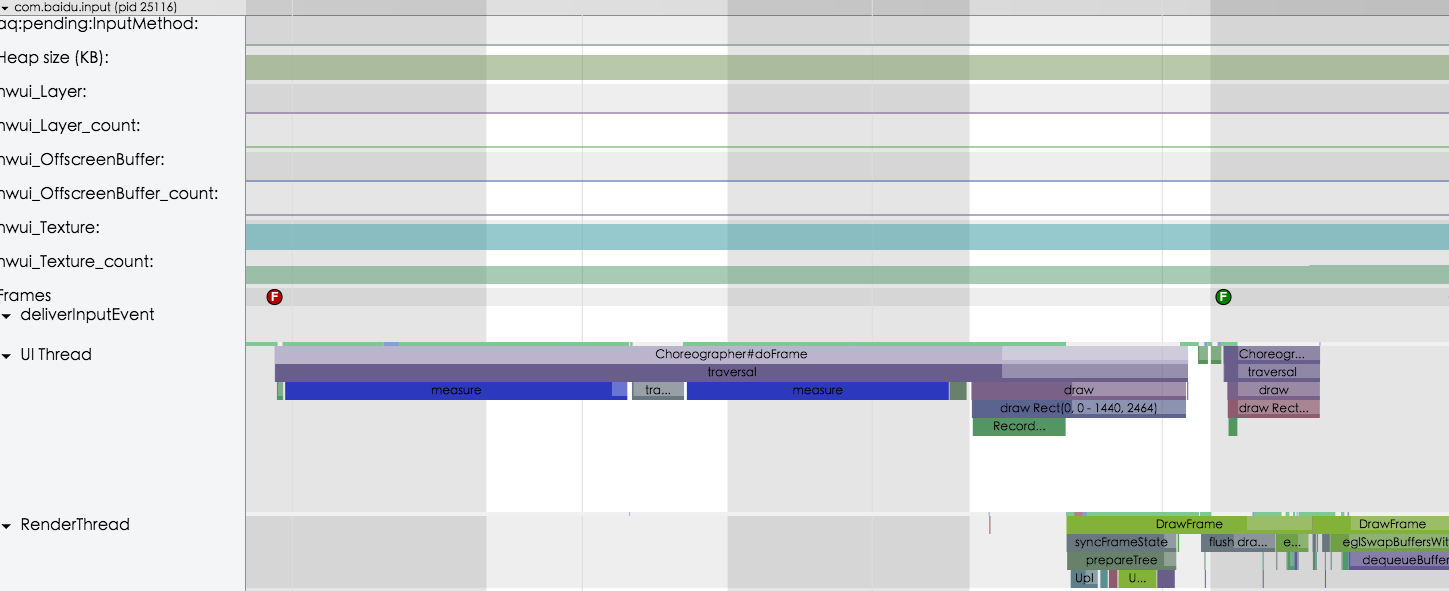 com.baidu.input (pid 25116)
aq:pending:InputMethod:
Heap size (KB):
hwui_Layer:
hwui_Layer_count:
hwui_OffscreenBuffer:
hwui_OffscreenBuffer_count:
hwui_Texture:
hwui_Texture_count:
Frames
F
F
deliverInputEvent
UI Thread
Choreographer#doFrame
Choreogr...
traversal
traversal
measure
tra...
measure
draw
draw
draw Rect(0, 0 - 1440, 2464)
draw Rect...
Record...
RenderThread
DrawFrame
DrawFrame
syncFrameState
flush dra...
e...
eglSwapBuffersWit
prepareTree
dequeueBuffer
Upl
U...